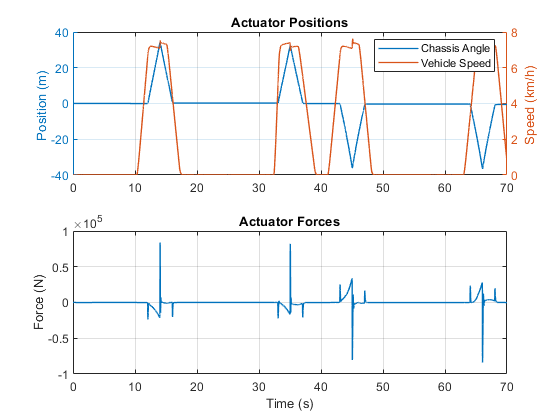 Actuator Positions
40
20
0
-20
-40
Position (m)
8
6
4
2
0
Speed (km/h)
Chassis Angle
Vehicle Speed
0 10 20 30 40 50 60 70
Actuator Forces
×10^5
1
0.5
0
-0.5
-1
Force (N)
0 10 20 30 40 50 60 70
Time (s)